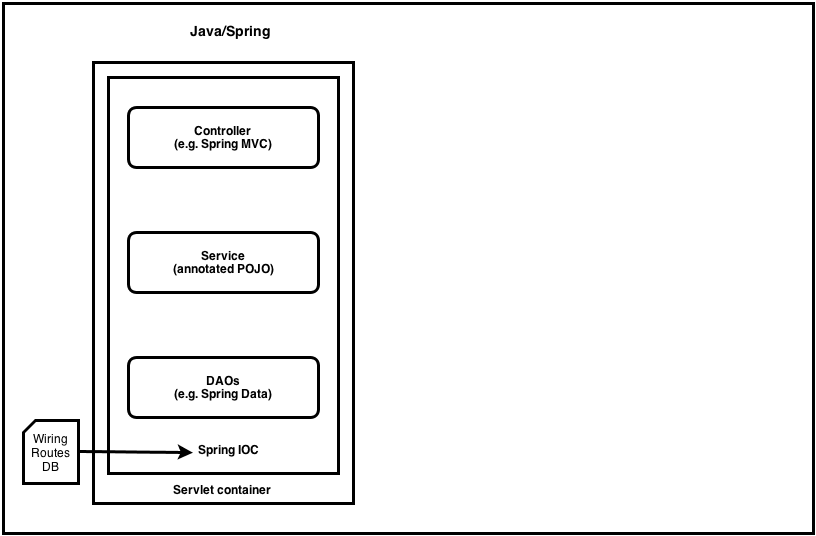 Java/Spring
Controller
(e.g. Spring MVC)
Service
(annotated POJO)
DAOs
(e.g. Spring Data)
Wiring
Routes
DB
Spring IOC
Servlet container